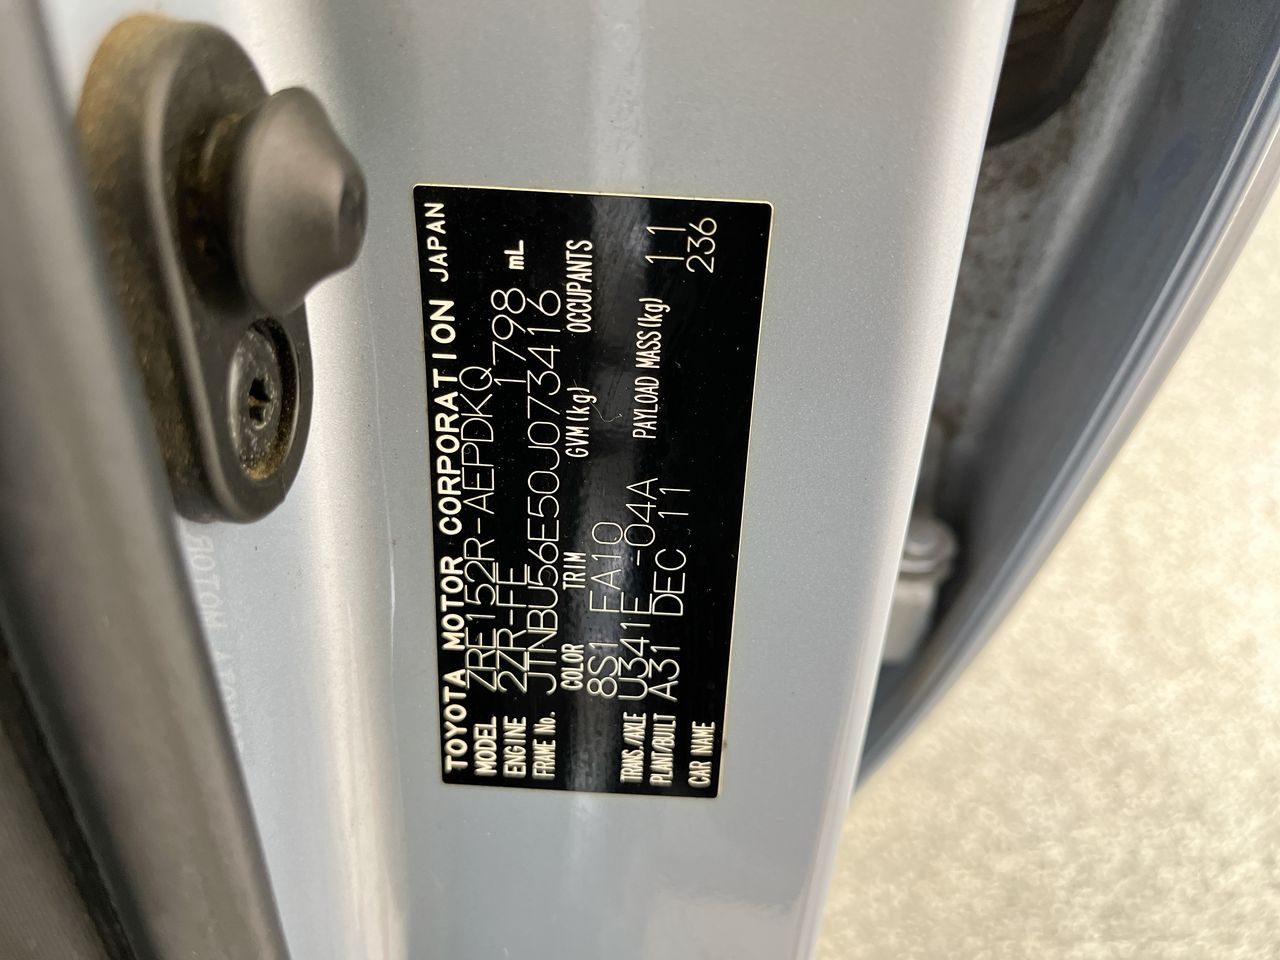 TOYOTA MOTOR CORPORATION JAPAN
MODEL ZRE152R-AEPDKQ
ENGINE 2ZR-FE 1798 mL
FRAME No. JTNBU56E50J073416
COLOR TRIM GVM(kg) OCCUPANTS
8S1 FA10
TRANS./AXLE U341E -04A PAYLOAD MASS(kg) 11
PLANT/BUILT A31 DEC 11 236
CAR NAME